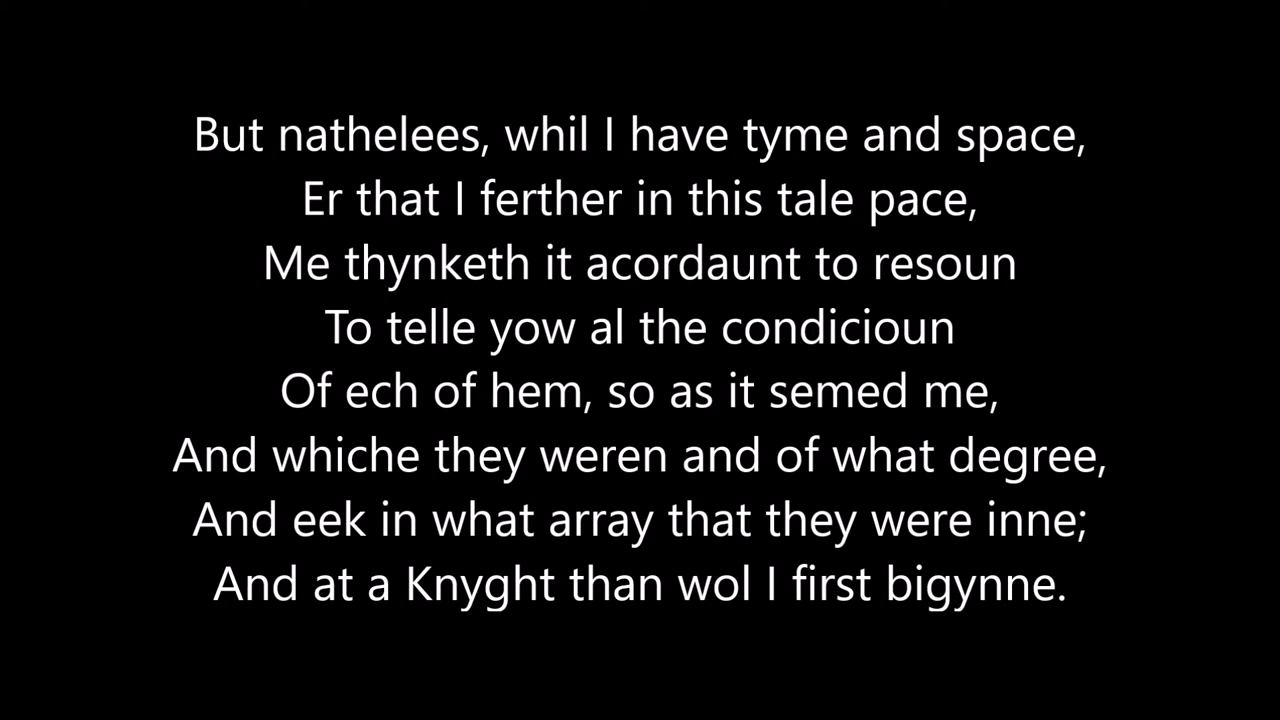 But nathelees, whil I have tyme and space,
Er that I ferther in this tale pace,
Me thynketh it acordaunt to resoun
To telle yow al the condicioun
Of ech of hem, so as it semed me,
And whiche they weren and of what degree,
And eek in what array that they were inne;
And at a Knyght than wol I first bigynne.